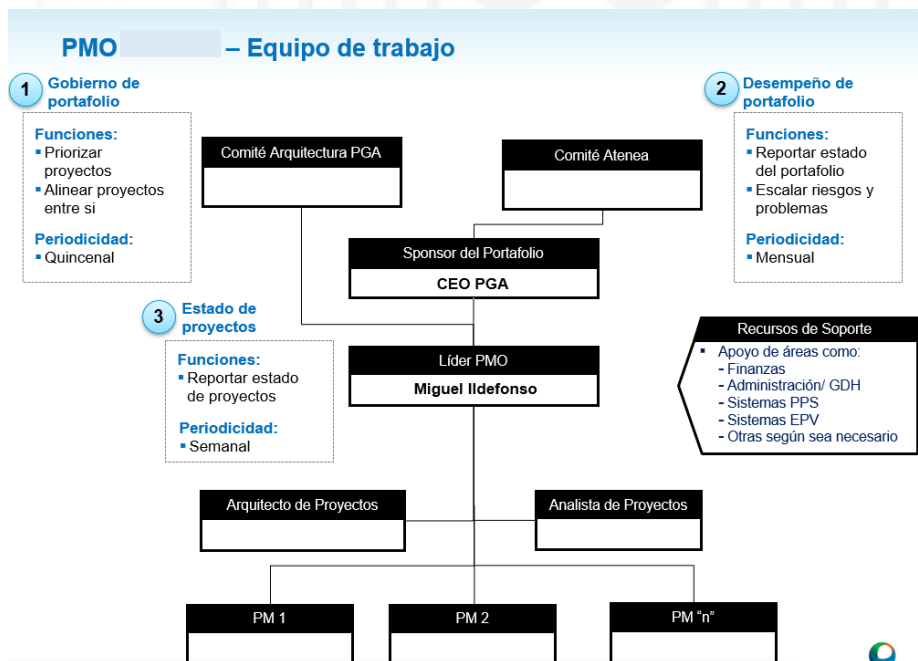 PMO – Equipo de trabajo
1
Gobierno de
portafolio
Funciones:
▪ Priorizar
proyectos
▪ Alinear proyectos
entre si
Periodicidad:
▪ Quincenal
2
Desempeño de
portafolio
Funciones:
▪ Reportar estado
del portafolio
▪ Escalar riesgos y
problemas
Periodicidad:
▪ Mensual
Comité Arquitectura PGA
Comité Atenea
Sponsor del Portafolio
CEO PGA
3
Estado de
proyectos
Funciones:
▪ Reportar estado
de proyectos
Periodicidad:
▪ Semanal
Líder PMO
Miguel Ildefonso
Recursos de Soporte
▪ Apoyo de áreas como:
- Finanzas
- Administración/ GDH
- Sistemas PPS
- Sistemas EPV
- Otras según sea necesario
Arquitecto de Proyectos
Analista de Proyectos
PM 1
PM 2
PM “n”